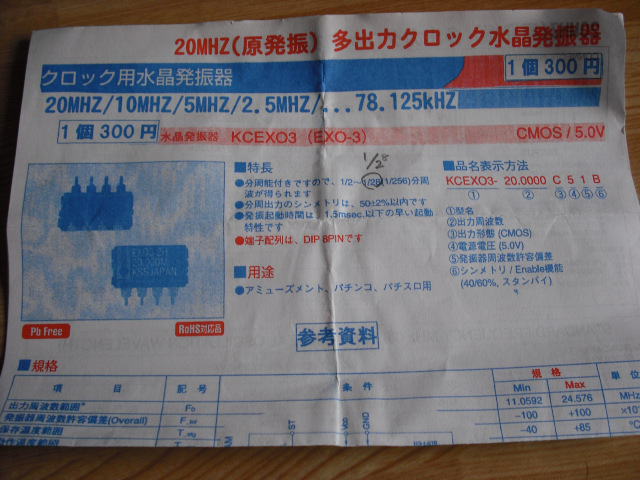 20MHZ(原発振) 多出力クロック水晶発振器
クロック用水晶発振器
1個300円
20MHZ/10MHZ/5MHZ/2.5MHZ/...78.125kHZ
1個300円
水晶発振器 KCEXO3 (EXO-3)
CMOS/5.0V
1/28
■特長
●分周能付きですので、1/2～1/28(1/256)分周
波が得られます
●分周出力のシンメトリは、50±2%以内です
●発振起動時間は、1.5msec.以下の早い起動
特性です
●端子配列は、DIP 8PINです
■用途
●アミューズメント、パチンコ、パチスロ用
■品名表示方法
KCEXO3- 20.0000 C 5 1 B
① ② ③④⑤⑥
①型名
②出力周波数
③出力形態 (CMOS)
④電源電圧 (5.0V)
⑤発振器周波数許容偏差
⑥シンメトリ / Enable機能
(40/60%, スタンバイ)
KSSJAPAN
Pb Free
RoHS対応品
参考資料
■規格
項目 記号 条件 規格 単位
Min Max
出力周波数範囲* Fo 11.0592 24.576 MHz
発振器周波数許容偏差(Overall) -100 +100
保存温度範囲 -40 +85 °C
ST
GND